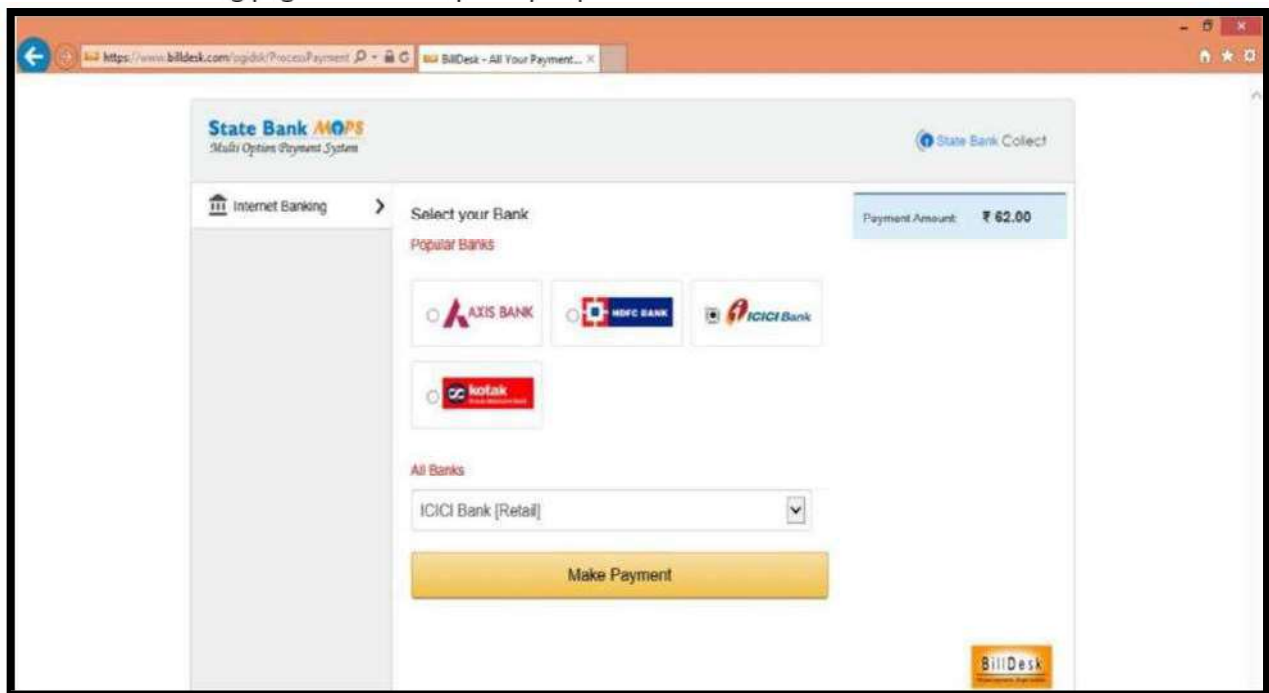 https://www.billdesk.com/pgidsk/ProcessPayment
BillDesk - All Your Payment...
State Bank MOPS
Multi Option Payment System
State Bank Collect
Internet Banking
Select your Bank
Payment Amount: ₹ 62.00
Popular Banks
AXIS BANK
HDFC BANK
ICICI Bank
kotak
All Banks
ICICI Bank [Retail]
Make Payment
BillDesk